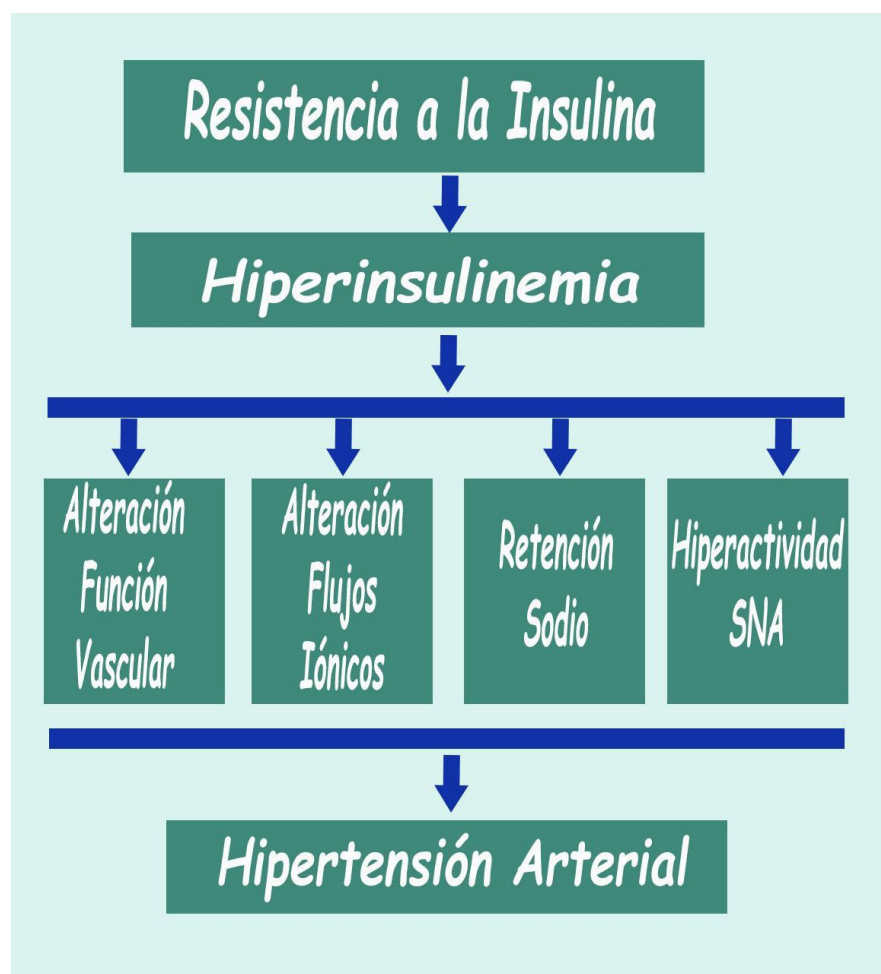 Resistencia a la Insulina
Hiperinsulinemia
Alteración
Función
Vascular
Alteración
Flujos
Iónicos
Retención
Sodio
Hiperactividad
SNA
Hipertensión Arterial